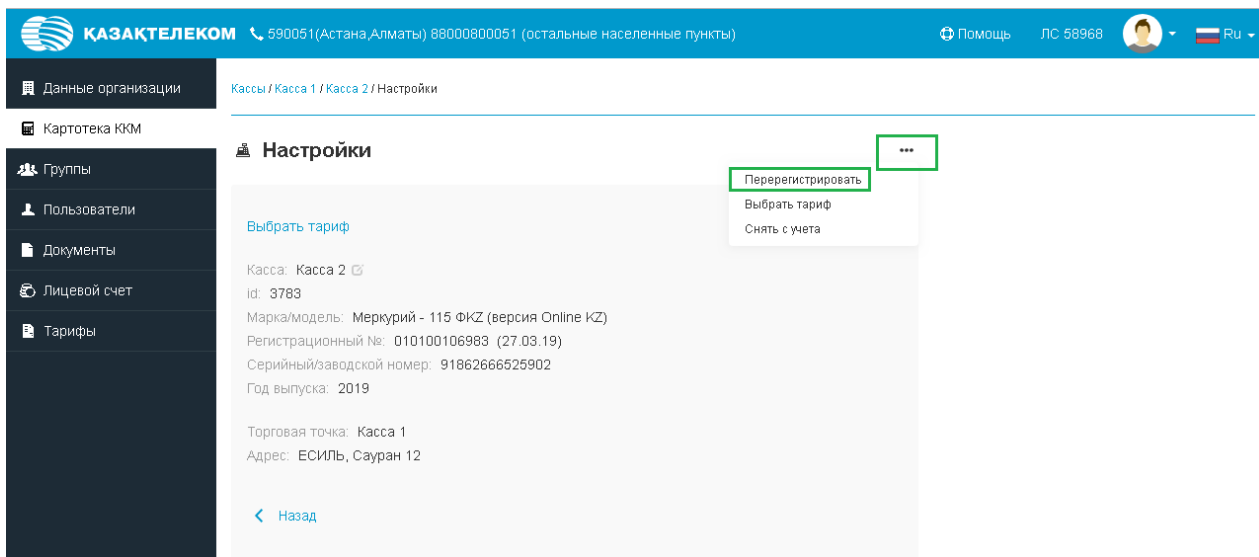 ҚАЗАҚТЕЛЕКОМ 590051(Астана,Алматы) 88000800051 (остальные населенные пункты) Помощь ЛС 58968 Ru
Данные организации
Картотека ККМ
Группы
Пользователи
Документы
Лицевой счет
Тарифы
Кассы / Касса 1 / Касса 2 / Настройки
Настройки
Перерегистрировать
Выбрать тариф
Снять с учета
Выбрать тариф
Касса: Касса 2
id: 3783
Марка/модель: Меркурий - 115 ФKZ (версия Online KZ)
Регистрационный №: 010100106983 (27.03.19)
Серийный/заводской номер: 91862666525902
Год выпуска: 2019
Торговая точка: Касса 1
Адрес: ЕСИЛЬ, Сауран 12
Назад